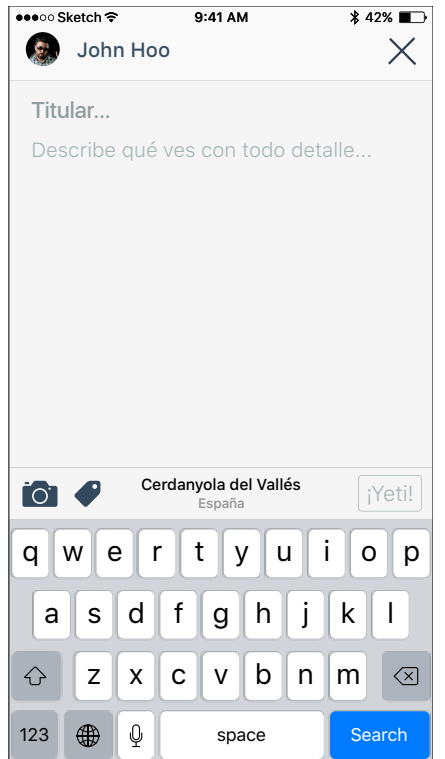 Sketch 9:41 AM 42%
John Hoo
Titular...
Describe qué ves con todo detalle...
Cerdanyola del Vallés
España
¡Yeti!
q w e r t y u i o p
a s d f g h j k l
z x c v b n m
123 space Search